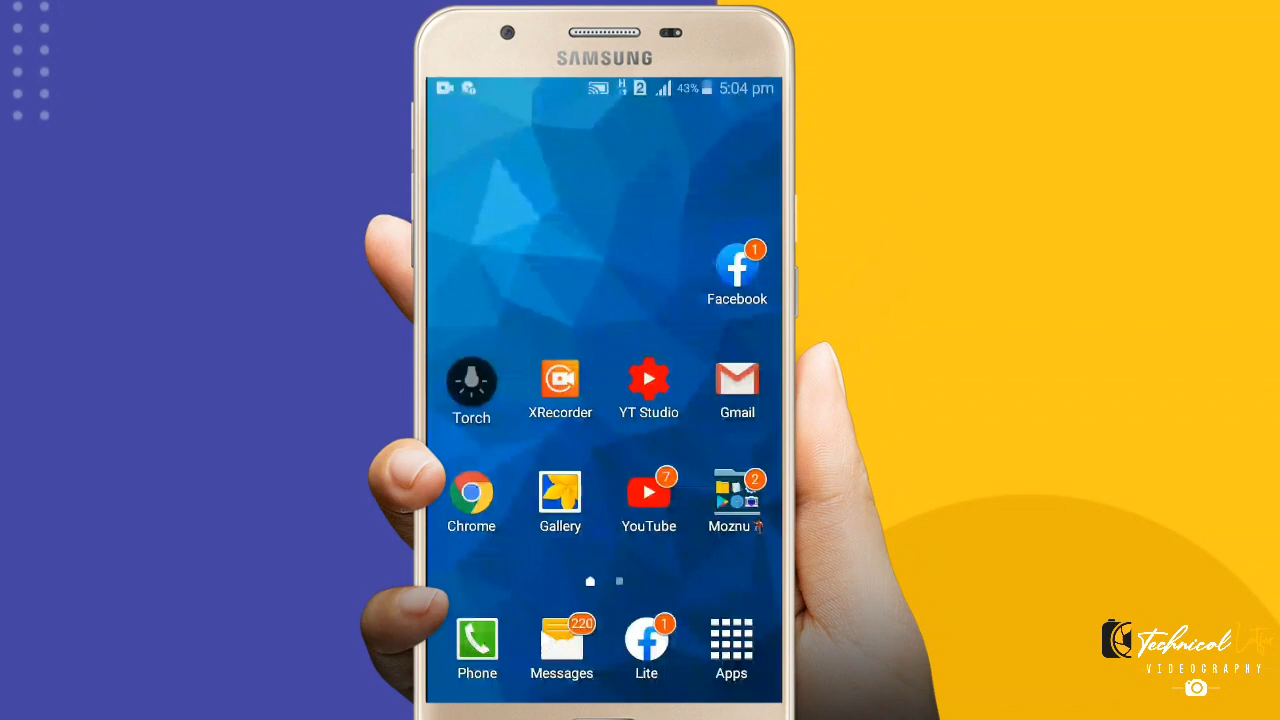 SAMSUNG
2 43% 5:04 pm
1
Facebook
Torch
XRecorder
YT Studio
Gmail
7
2
Chrome
Gallery
YouTube
Moznu
220
1
Phone
Messages
Lite
Apps
Technical
VIDEOGRAPHY